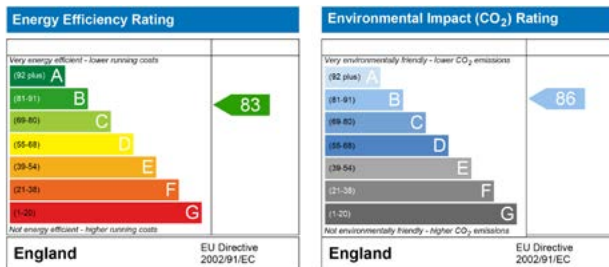 Energy Efficiency Rating
Very energy efficient - lower running costs
(92 plus) A
(81-91) B
83
(69-80) C
(55-68) D
(39-54) E
(21-38) F
(1-20) G
Not energy efficient - higher running costs
England
EU Directive
2002/91/EC
Environmental Impact (CO₂) Rating
Very environmentally friendly - lower CO₂ emissions
(92 plus) A
(81-91) B
86
(69-80) C
(55-68) D
(39-54) E
(21-38) F
(1-20) G
Not environmentally friendly - higher CO₂ emissions
England
EU Directive
2002/91/EC